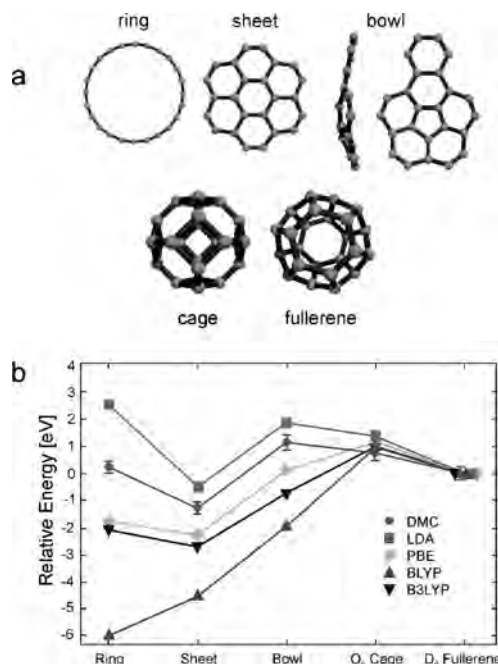 ring sheet bowl
a
cage fullerene
b
Relative Energy [eV]
4
3
2
1
0
-1
-2
-3
-4
-5
-6
DMC
LDA
PBE
BLYP
B3LYP
Ring Sheet Bowl Oh Cage Fullerene